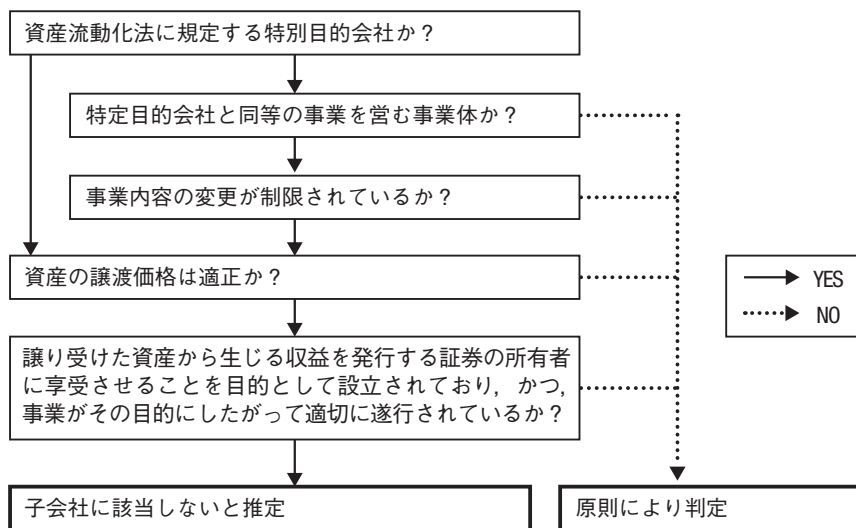 資産流動化法に規定する特別目的会社か？
特定目的会社と同等の事業を営む事業体か？
事業内容の変更が制限されているか？
資産の譲渡価格は適正か？
YES
NO
譲り受けた資産から生じる収益を発行する証券の所有者
に享受させることを目的として設立されており，かつ，
事業がその目的にしたがって適切に遂行されているか？
子会社に該当しないと推定
原則により判定